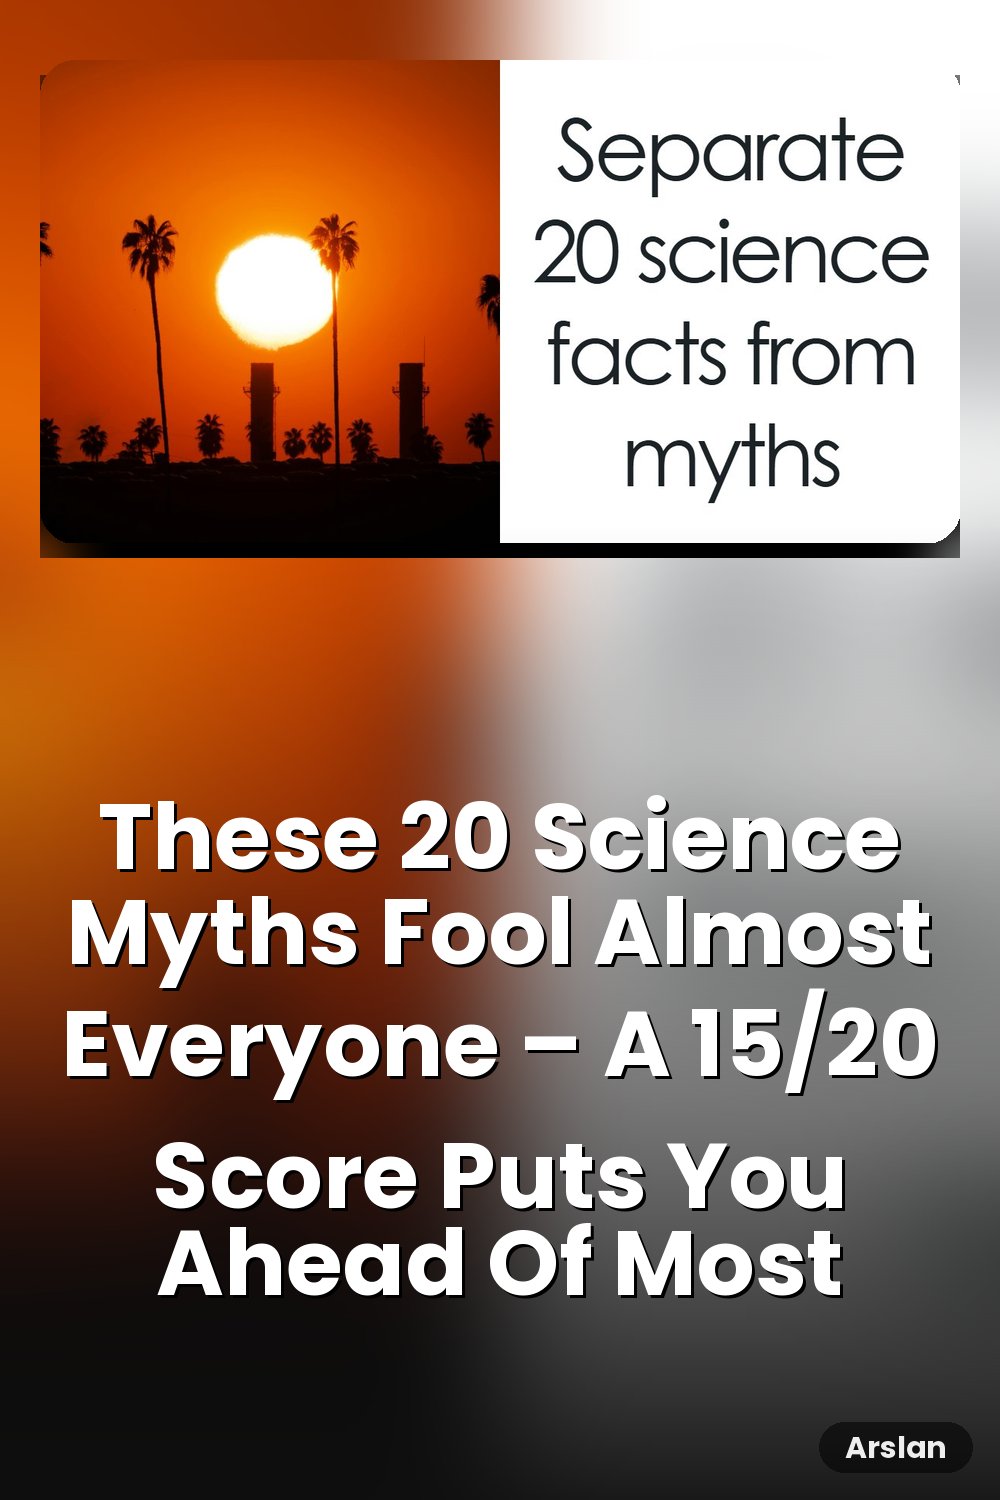 Separate
20 science
facts from
myths
These 20 Science
Myths Fool Almost
Everyone – A 15/20
Score Puts You
Ahead Of Most
Arslan